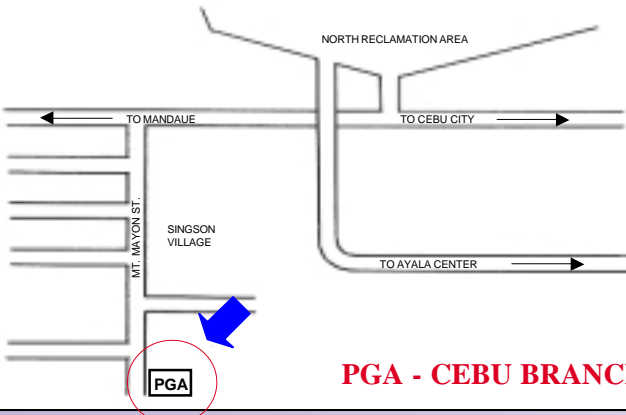 NORTH RECLAMATION AREA
TO MANDAUE
TO CEBU CITY
MT. MAYON ST.
SINGSON
VILLAGE
TO AYALA CENTER
PGA
PGA - CEBU BRANCH